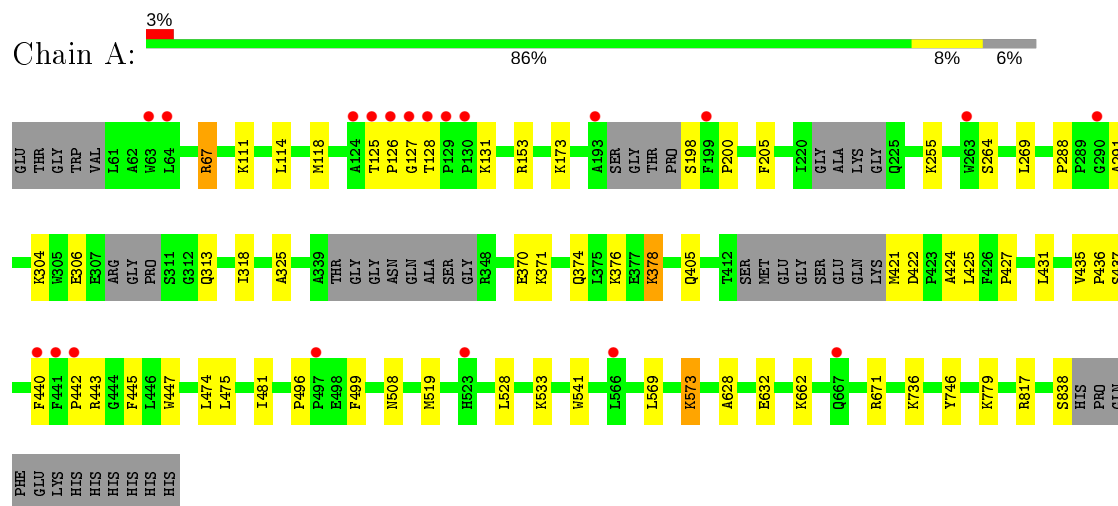 3%
Chain A:
86% 8% 6%
GLU THR GLY TRP VAL L61 A62 W63 L64 R67 K111 L114 M118 A124 T125 P126 G127 T128 P129 P130 K131 R153 K173 A193 SER GLY THR PRO S198 F199 P200 F205 I220 GLY ALA LYS GLY Q225 K255 W263 S264 L269 P288 P289 G290 A291
K304 W305 E306 E307 ARG GLY PRO S311 G312 Q313 I318 A325 A339 THR GLY GLY ASN GLN ALA SER GLY R348 E370 K371 Q374 L375 K376 E377 K378 Q405 T412 SER MET GLU GLY SER GLU GLN LYS M421 D422 P423 A424 L425 F426 P427 L431 V435 P436 S437
F440 F441 P442 R443 G444 F445 L446 W447 L474 L475 I481 P496 P497 E498 F499 N508 M519 H523 L528 K533 W541 L566 L569 K573 A628 E632 K662 Q667 R671 K736 Y746 K779 R817 S838 HIS PRO GLN
PHE GLU LYS HIS HIS HIS HIS HIS HIS